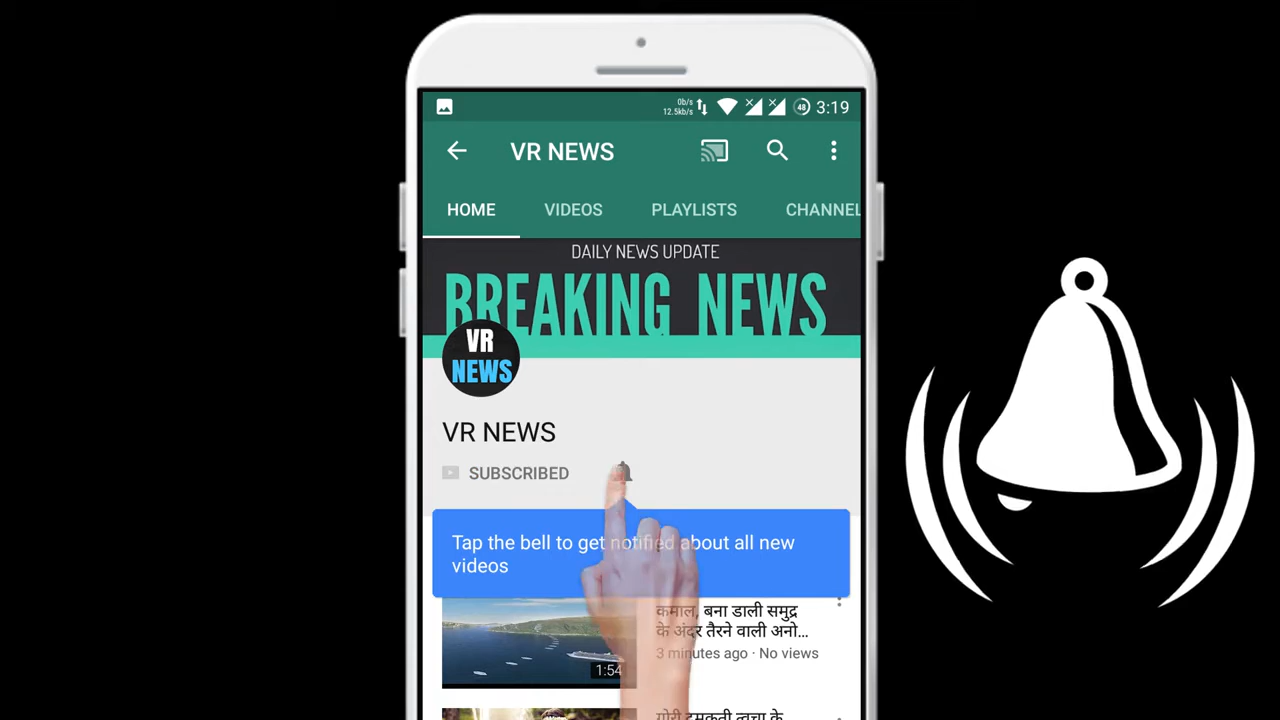 0b/s
12.5kb/s
48
3:19
VR NEWS
HOME VIDEOS PLAYLISTS CHANNEL
DAILY NEWS UPDATE
BREAKING NEWS
VR
NEWS
VR NEWS
SUBSCRIBED
Tap the bell to get notified about all new
videos
कमाल, बना डाली समुद्र
के अंदर तैरने वाली अनो...
3 minutes ago · No views
1:54
गोरी दमकती त्वचा के